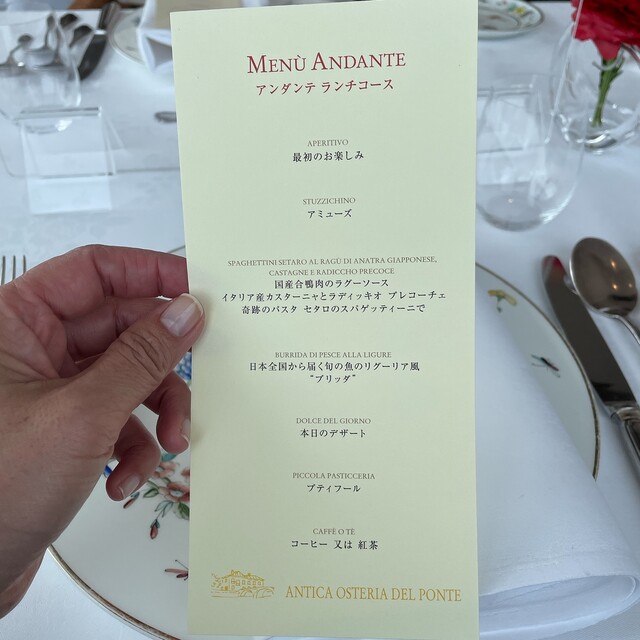 MENÙ ANDANTE
アンダンテ ランチコース
APERITIVO
最初のお楽しみ
STUZZICHINO
アミューズ
SPAGHETTINI SETARO AL RAGÙ DI ANATRA GIAPPONESE,
CASTAGNE E RADICCHIO PRECOCE
国産合鴨肉のラグーソース
イタリア産カスターニャとラディッキオ プレコーチェ
奇跡のパスタ セタロのスパゲッティーニで
BURRIDA DI PESCE ALLA LIGURE
日本全国から届く旬の魚のリグーリア風
“ブリッダ”
DOLCE DEL GIORNO
本日のデザート
PICCOLA PASTICCERIA
プティフール
CAFFÈ O TÈ
コーヒー 又は 紅茶
ANTICA OSTERIA DEL PONTE